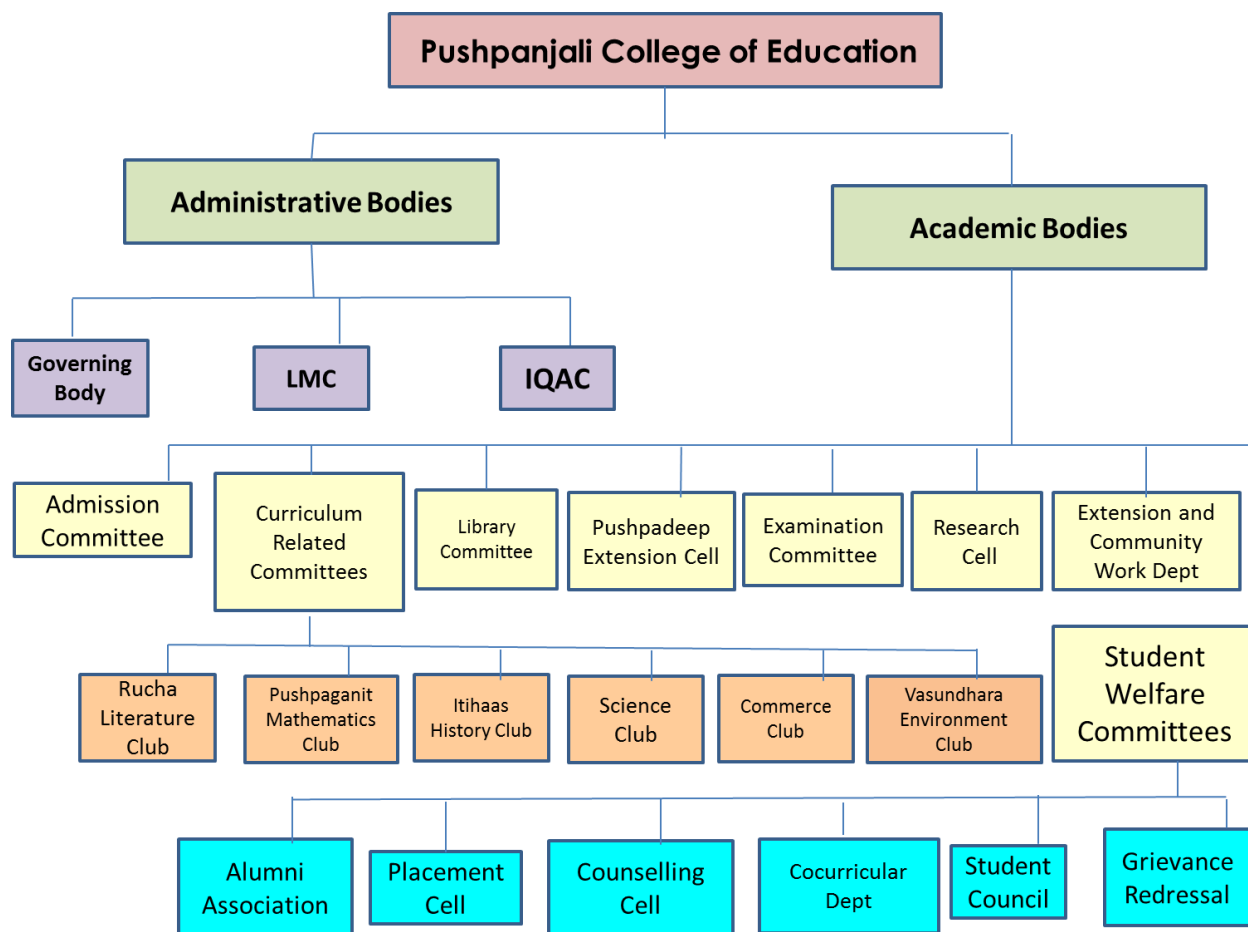 Pushpanjali College of Education
Administrative Bodies
Academic Bodies
Governing
Body
LMC
IQAC
Admission
Committee
Curriculum
Related
Committees
Library
Committee
Pushpadeep
Extension Cell
Examination
Committee
Research
Cell
Extension and
Community
Work Dept
Rucha
Literature
Club
Pushpaganit
Mathematics
Club
Itihaas
History Club
Science
Club
Commerce
Club
Vasundhara
Environment
Club
Student
Welfare
Committees
Alumni
Association
Placement
Cell
Counselling
Cell
Cocurricular
Dept
Student
Council
Grievance
Redressal